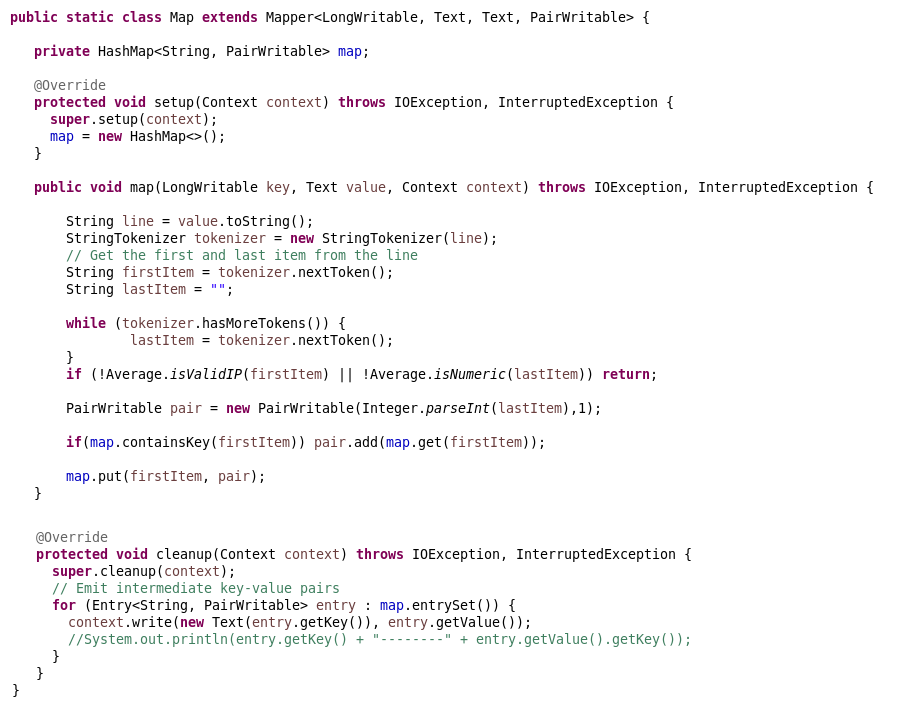 public static class Map extends Mapper<LongWritable, Text, Text, PairWritable> {
private HashMap<String, PairWritable> map;
@Override
protected void setup(Context context) throws IOException, InterruptedException {
super.setup(context);
map = new HashMap<>();
}
public void map(LongWritable key, Text value, Context context) throws IOException, InterruptedException {
String line = value.toString();
StringTokenizer tokenizer = new StringTokenizer(line);
// Get the first and last item from the line
String firstItem = tokenizer.nextToken();
String lastItem = "";
while (tokenizer.hasMoreTokens()) {
lastItem = tokenizer.nextToken();
}
if (!Average.isValidIP(firstItem) || !Average.isNumeric(lastItem)) return;
PairWritable pair = new PairWritable(Integer.parseInt(lastItem),1);
if(map.containsKey(firstItem)) pair.add(map.get(firstItem));
map.put(firstItem, pair);
}
@Override
protected void cleanup(Context context) throws IOException, InterruptedException {
super.cleanup(context);
// Emit intermediate key-value pairs
for (Entry<String, PairWritable> entry : map.entrySet()) {
context.write(new Text(entry.getKey()), entry.getValue());
//System.out.println(entry.getKey() + "--------" + entry.getValue().getKey());
}
}
}